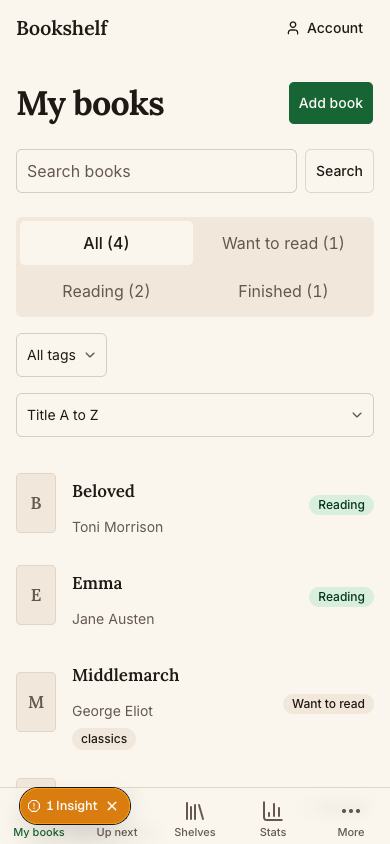 Bookshelf
Account
My books
Add book
Search books
Search
All (4)
Want to read (1)
Reading (2)
Finished (1)
All tags
Title A to Z
B
Beloved
Toni Morrison
Reading
E
Emma
Jane Austen
Reading
M
Middlemarch
George Eliot
classics
Want to read
1 Insight
My books
Up next
Shelves
Stats
More